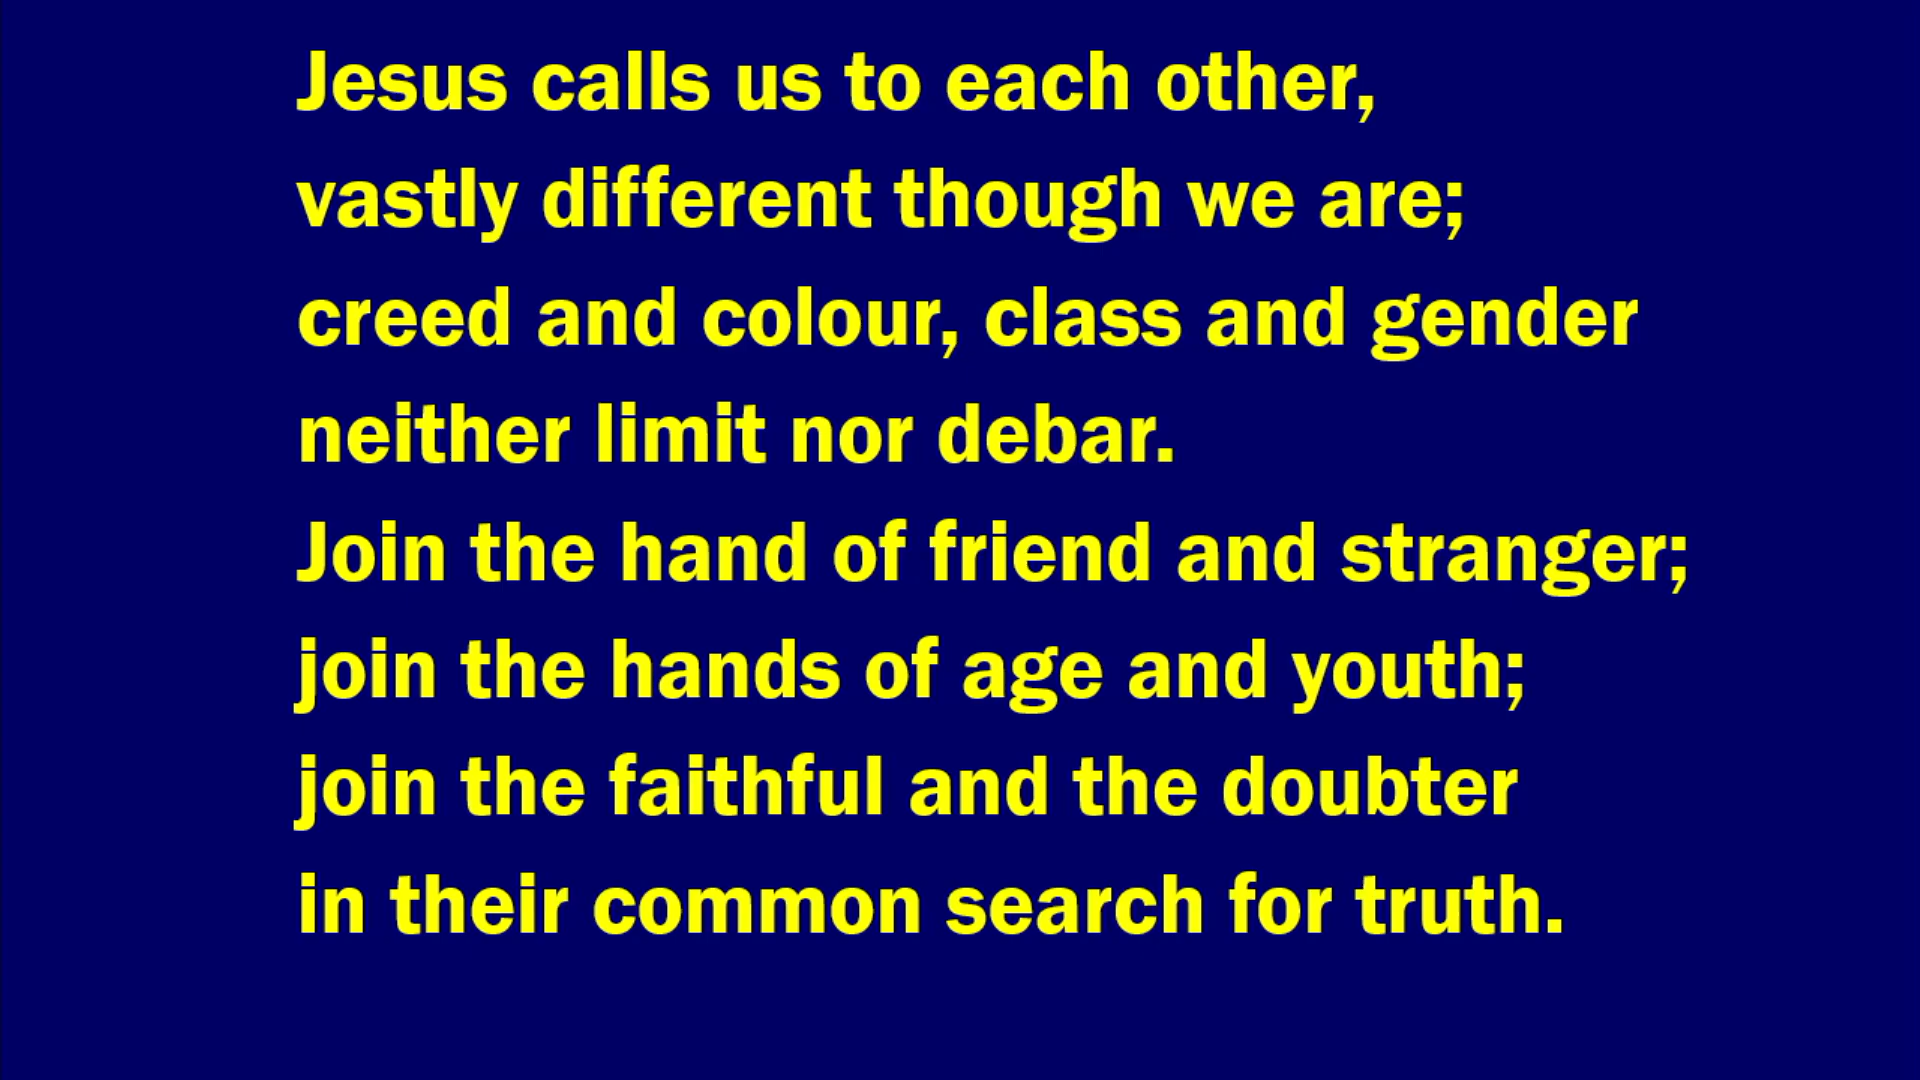 Jesus calls us to each other,
vastly different though we are;
creed and colour, class and gender
neither limit nor debar.
Join the hand of friend and stranger;
join the hands of age and youth;
join the faithful and the doubter
in their common search for truth.